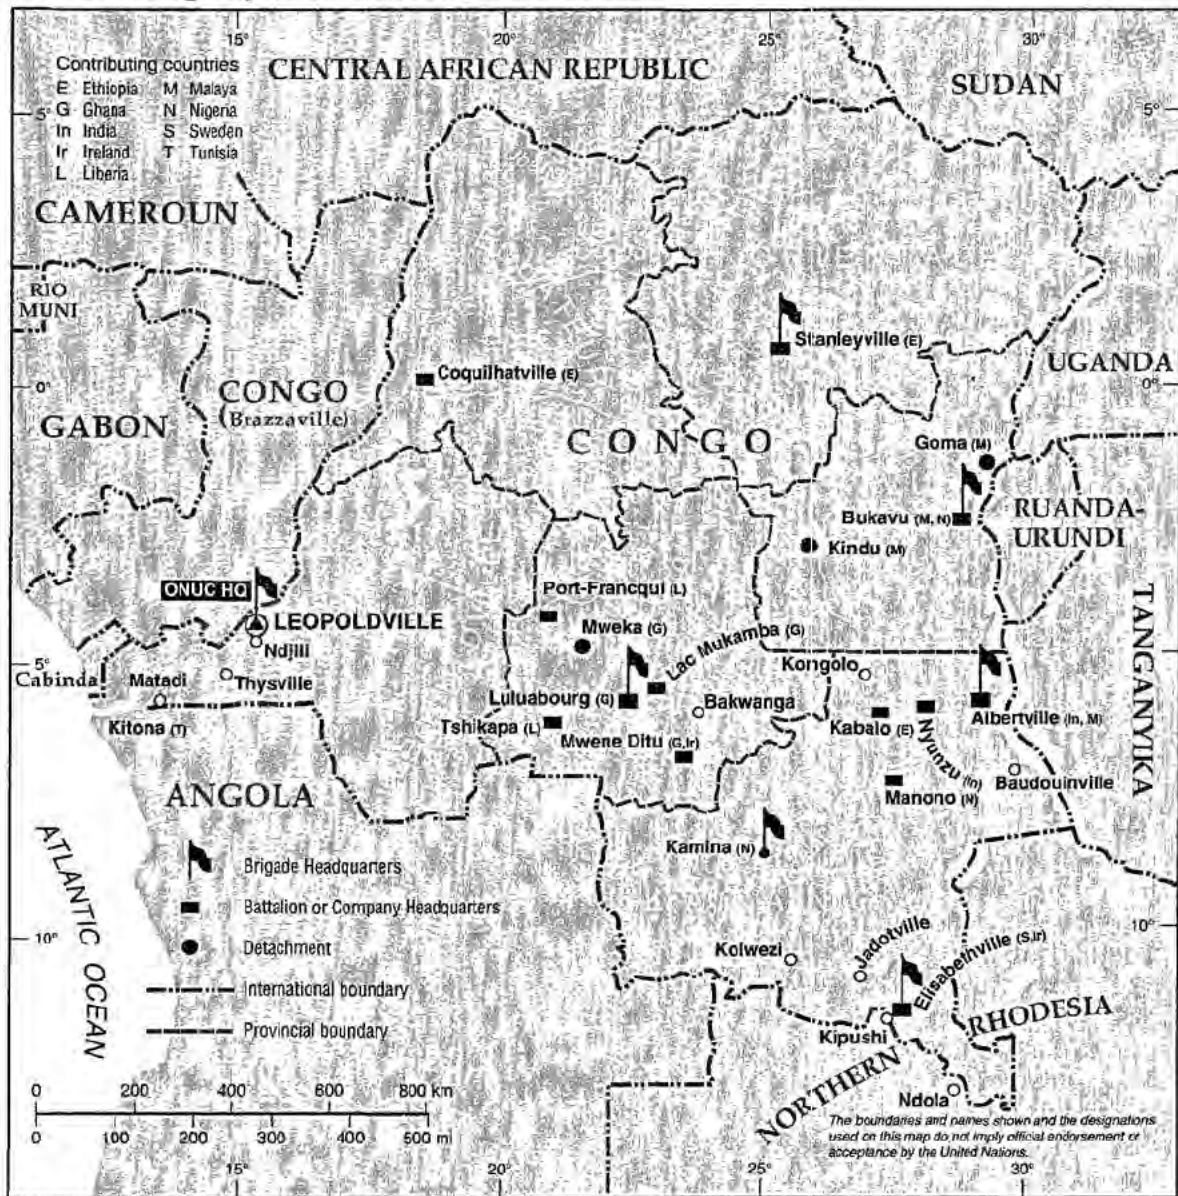 15°
20°
25°
30°
Contributing countries
E Ethiopia M Malaya
G Ghana N Nigeria
In India S Sweden
Ir Ireland T Tunisia
L Liberia
CENTRAL AFRICAN REPUBLIC
SUDAN
5°
5°
CAMEROUN
RIO
MUNI
Stanleyville (E)
UGANDA
Coquilhatville (E)
0°
0°
CONGO
(Brazzaville)
GABON
CONGO
Goma (M)
Bukavu (M, N)
RUANDA-
URUNDI
Kindu (M)
ONUC HQ
LEOPOLDVILLE
Ndjili
Port-Francqui (L)
Mweka (G)
Lac Mukamba (G)
TANGANYIKA
5°
Cabinda
Matadi
Thysville
Kitona (T)
Luluabourg (G)
Bakwanga
Tshikapa (L)
Mwene Ditu (G,Ir)
Kongolo
Kabalo (E)
Nyunzu (In)
Albertville (In, M)
Baudouinville
Manono (N)
ANGOLA
Kamina (N)
ATLANTIC OCEAN
Brigade Headquarters
Battalion or Company Headquarters
Detachment
International boundary
Provincial boundary
10°
10°
Kolwezi
Jadotville
Elisabethville (S,Ir)
Kipushi
NORTHERN
RHODESIA
Ndola
0 200 400 600 800 km
0 100 200 300 400 500 mi
The boundaries and names shown and the designations
used on this map do not imply official endorsement or
acceptance by the United Nations.
15°
20°
25°
30°